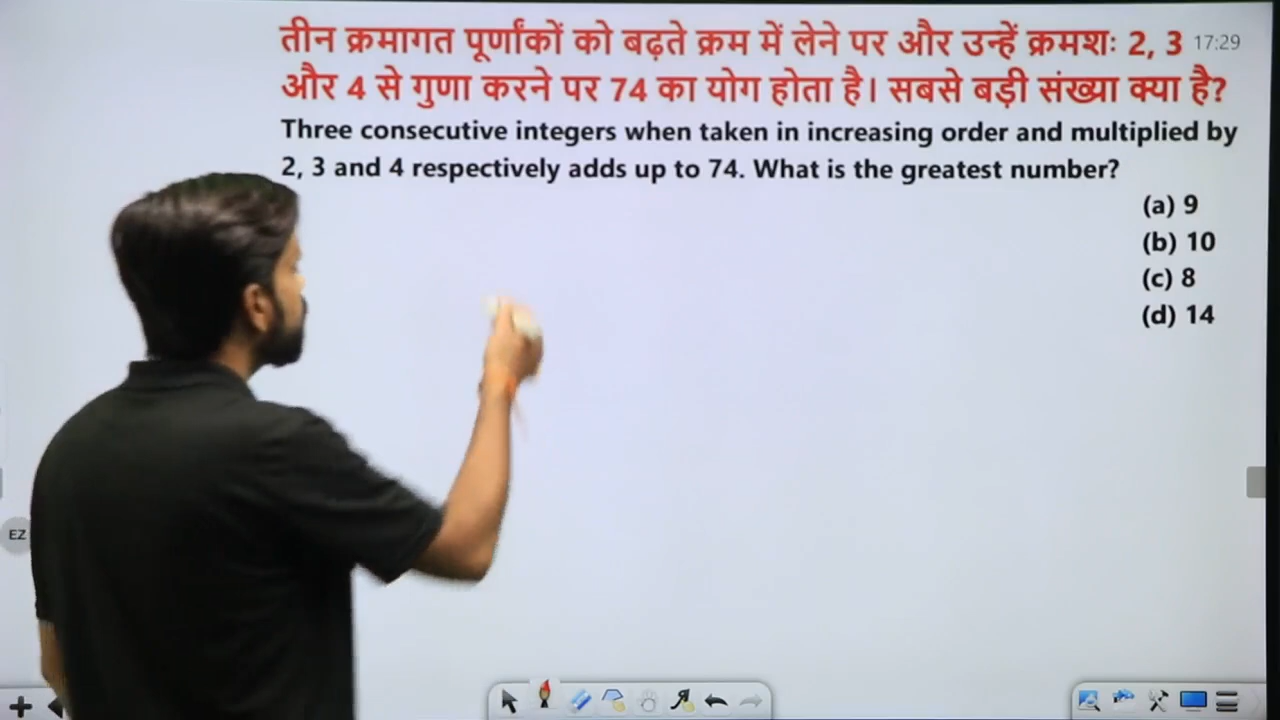 तीन क्रमागत पूर्णांकों को बढ़ते क्रम में लेने पर और उन्हें क्रमशः 2, 3 17:29
और 4 से गुणा करने पर 74 का योग होता है। सबसे बड़ी संख्या क्या है?
Three consecutive integers when taken in increasing order and multiplied by
2, 3 and 4 respectively adds up to 74. What is the greatest number?
(a) 9
(b) 10
(c) 8
(d) 14
EZ